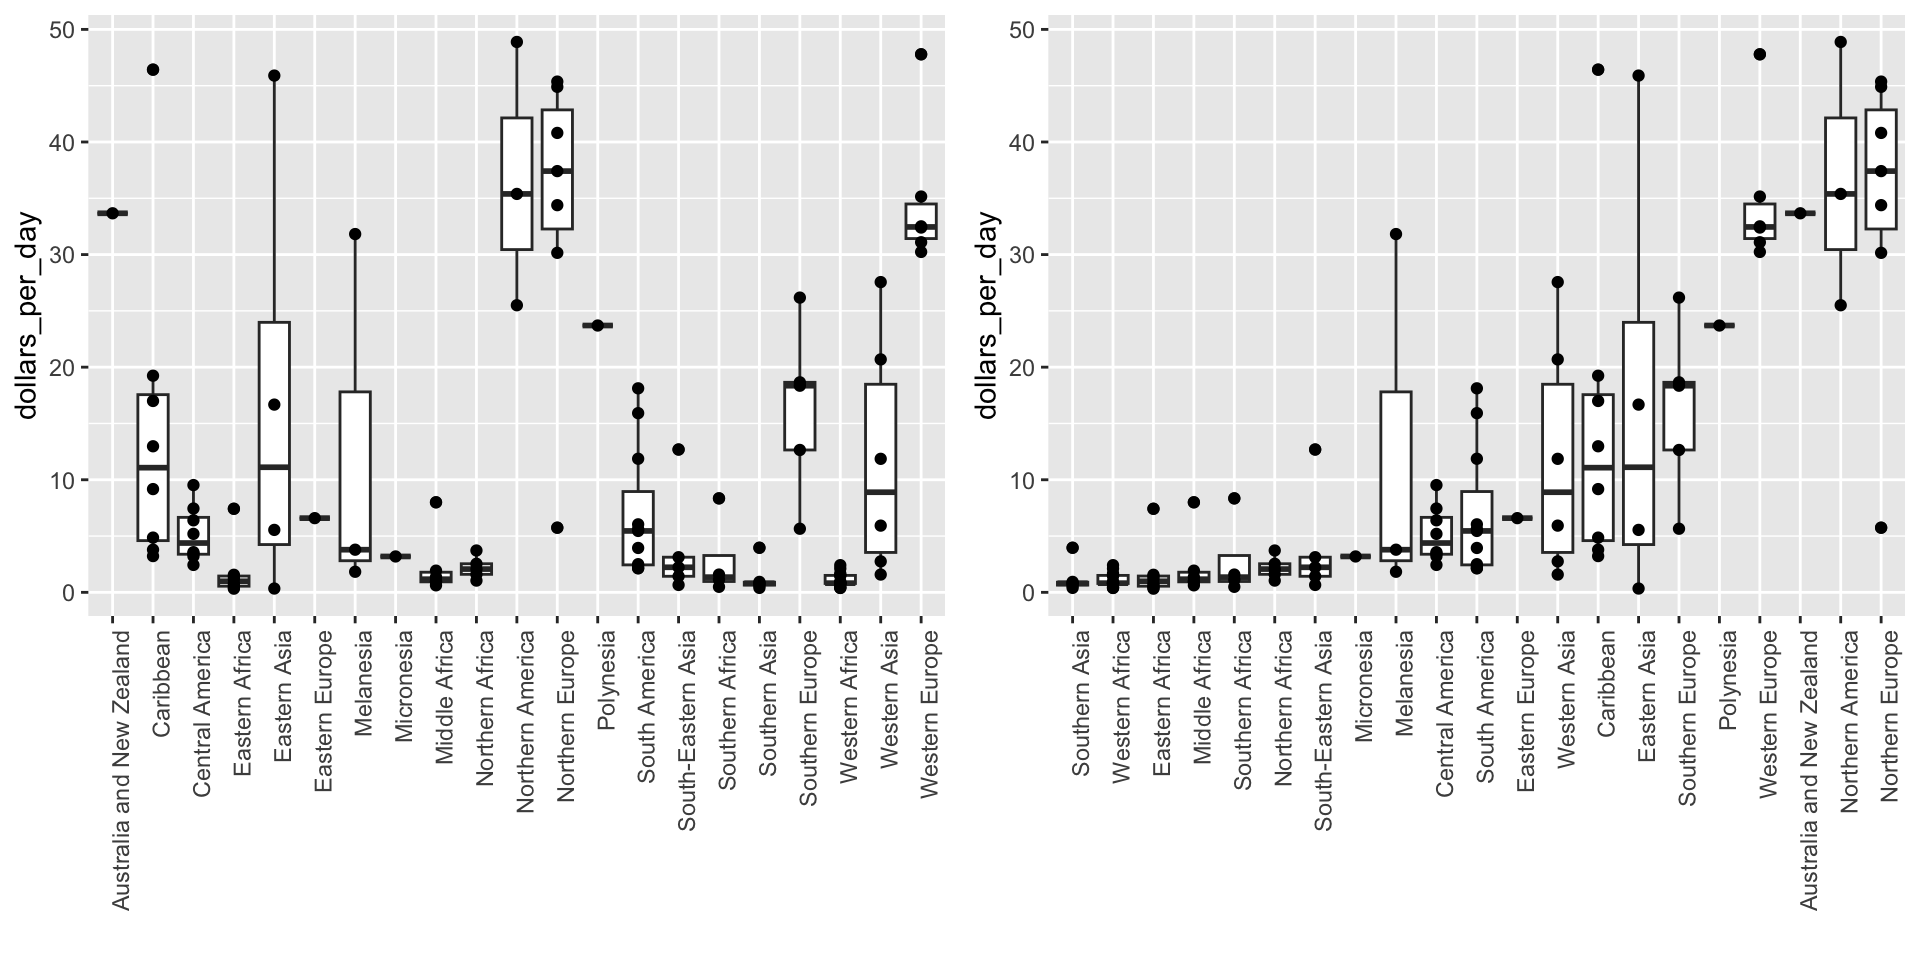 dollars_per_day
50
40
30
20
10
0
Australia and New Zealand
Caribbean
Central America
Eastern Africa
Eastern Asia
Eastern Europe
Melanesia
Micronesia
Middle Africa
Northern Africa
Northern America
Northern Europe
Polynesia
South America
South-Eastern Asia
Southern Africa
Southern Asia
Southern Europe
Western Africa
Western Asia
Western Europe
dollars_per_day
50
40
30
20
10
0
Southern Asia
Western Africa
Eastern Africa
Middle Africa
Southern Africa
Northern Africa
South-Eastern Asia
Micronesia
Melanesia
Central America
South America
Eastern Europe
Western Asia
Caribbean
Eastern Asia
Southern Europe
Polynesia
Western Europe
Australia and New Zealand
Northern America
Northern Europe